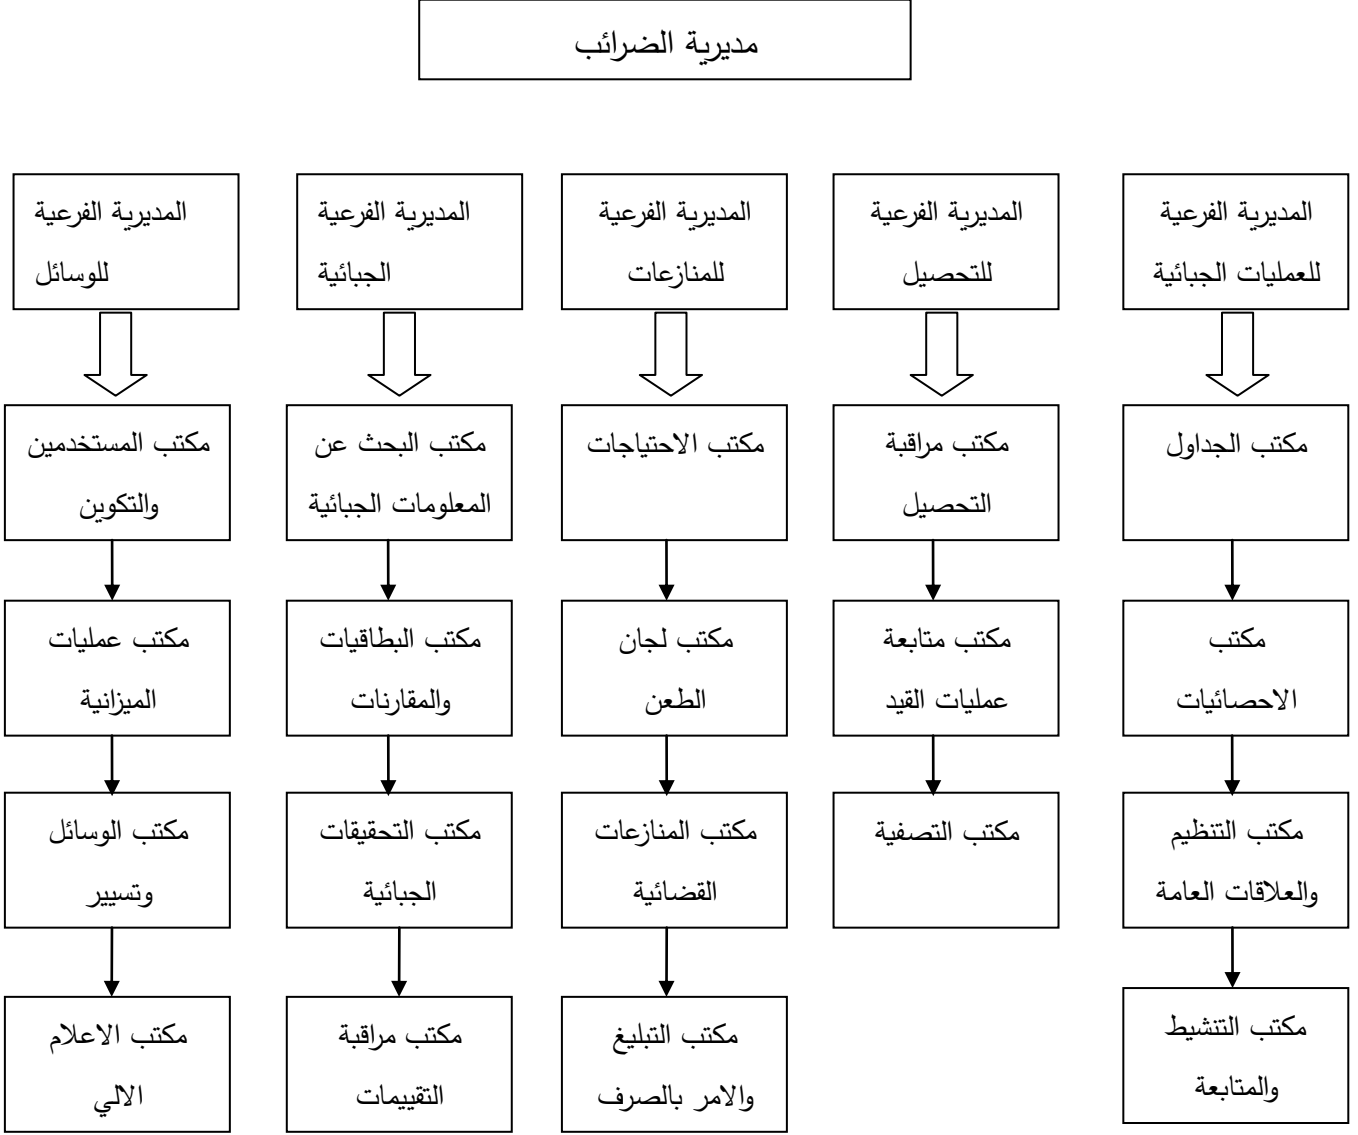 مديرية الضرائب
المديرية الفرعية
للعمليات الجبائية
المديرية الفرعية
للتحصيل
المديرية الفرعية
للمنازعات
المديرية الفرعية
الجبائية
المديرية الفرعية
للوسائل
مكتب الجداول
مكتب مراقبة
التحصيل
مكتب الاحتياجات
مكتب البحث عن
المعلومات الجبائية
مكتب المستخدمين
والتكوين
مكتب
الاحصائيات
مكتب متابعة
عمليات القيد
مكتب لجان
الطعن
مكتب البطاقيات
والمقارنات
مكتب عمليات
الميزانية
مكتب التنظيم
والعلاقات العامة
مكتب التصفية
مكتب المنازعات
القضائية
مكتب التحقيقات
الجبائية
مكتب الوسائل
وتسيير
مكتب التنشيط
والمتابعة
مكتب التبليغ
والامر بالصرف
مكتب مراقبة
التقييمات
مكتب الاعلام
الالي